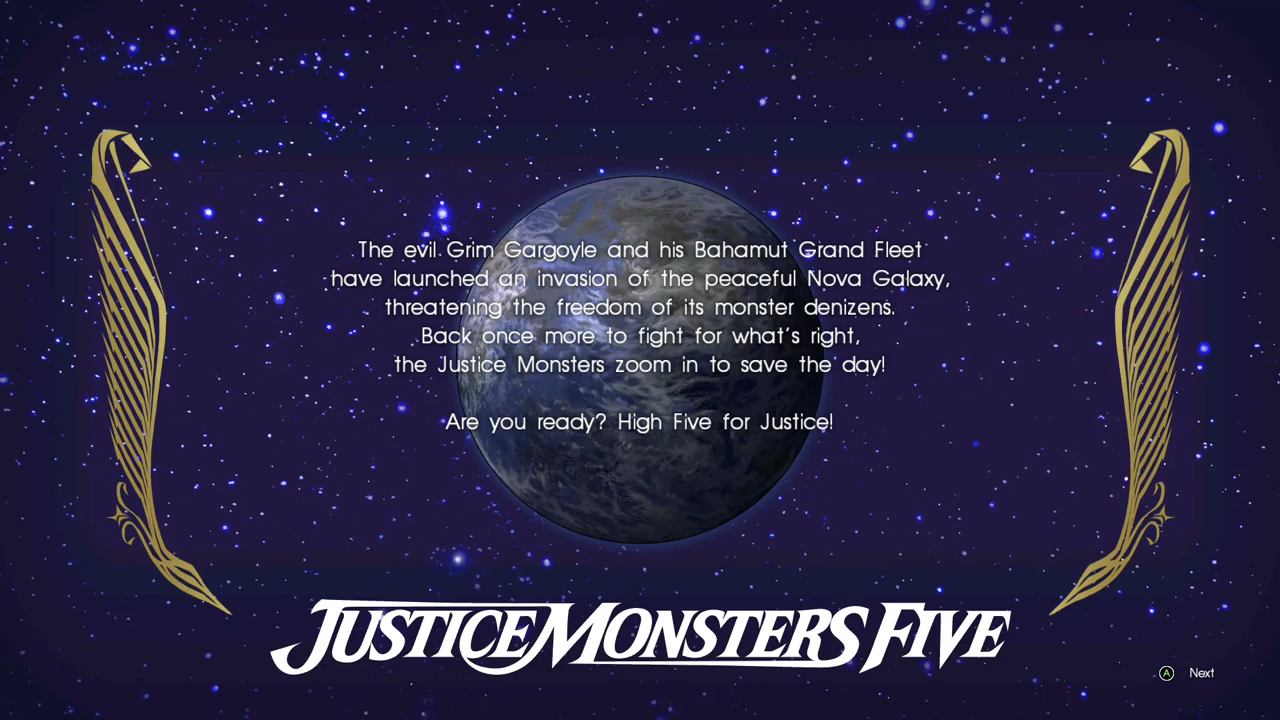 The evil Grim Gargoyle and his Bahamut Grand Fleet
have launched an invasion of the peaceful Nova Galaxy,
threatening the freedom of its monster denizens.
Back once more to fight for what's right,
the Justice Monsters zoom in to save the day!
Are you ready? High Five for Justice!
JUSTICE MONSTERS FIVE
A Next